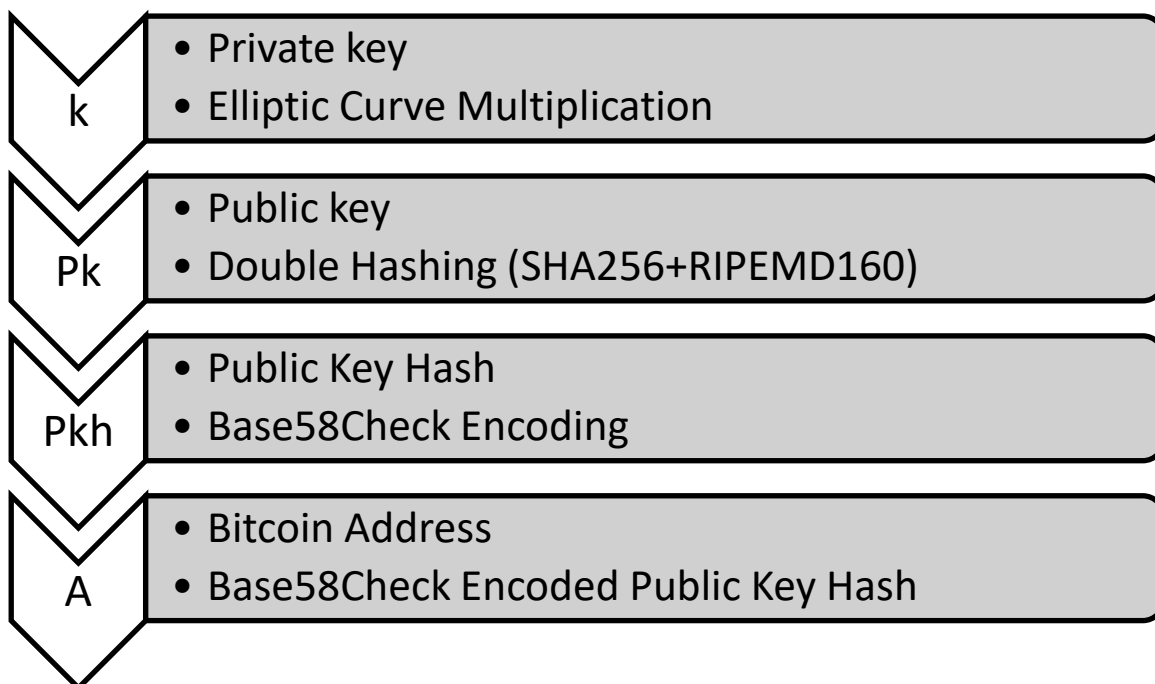 k
• Private key
• Elliptic Curve Multiplication
Pk
• Public key
• Double Hashing (SHA256+RIPEMD160)
Pkh
• Public Key Hash
• Base58Check Encoding
A
• Bitcoin Address
• Base58Check Encoded Public Key Hash